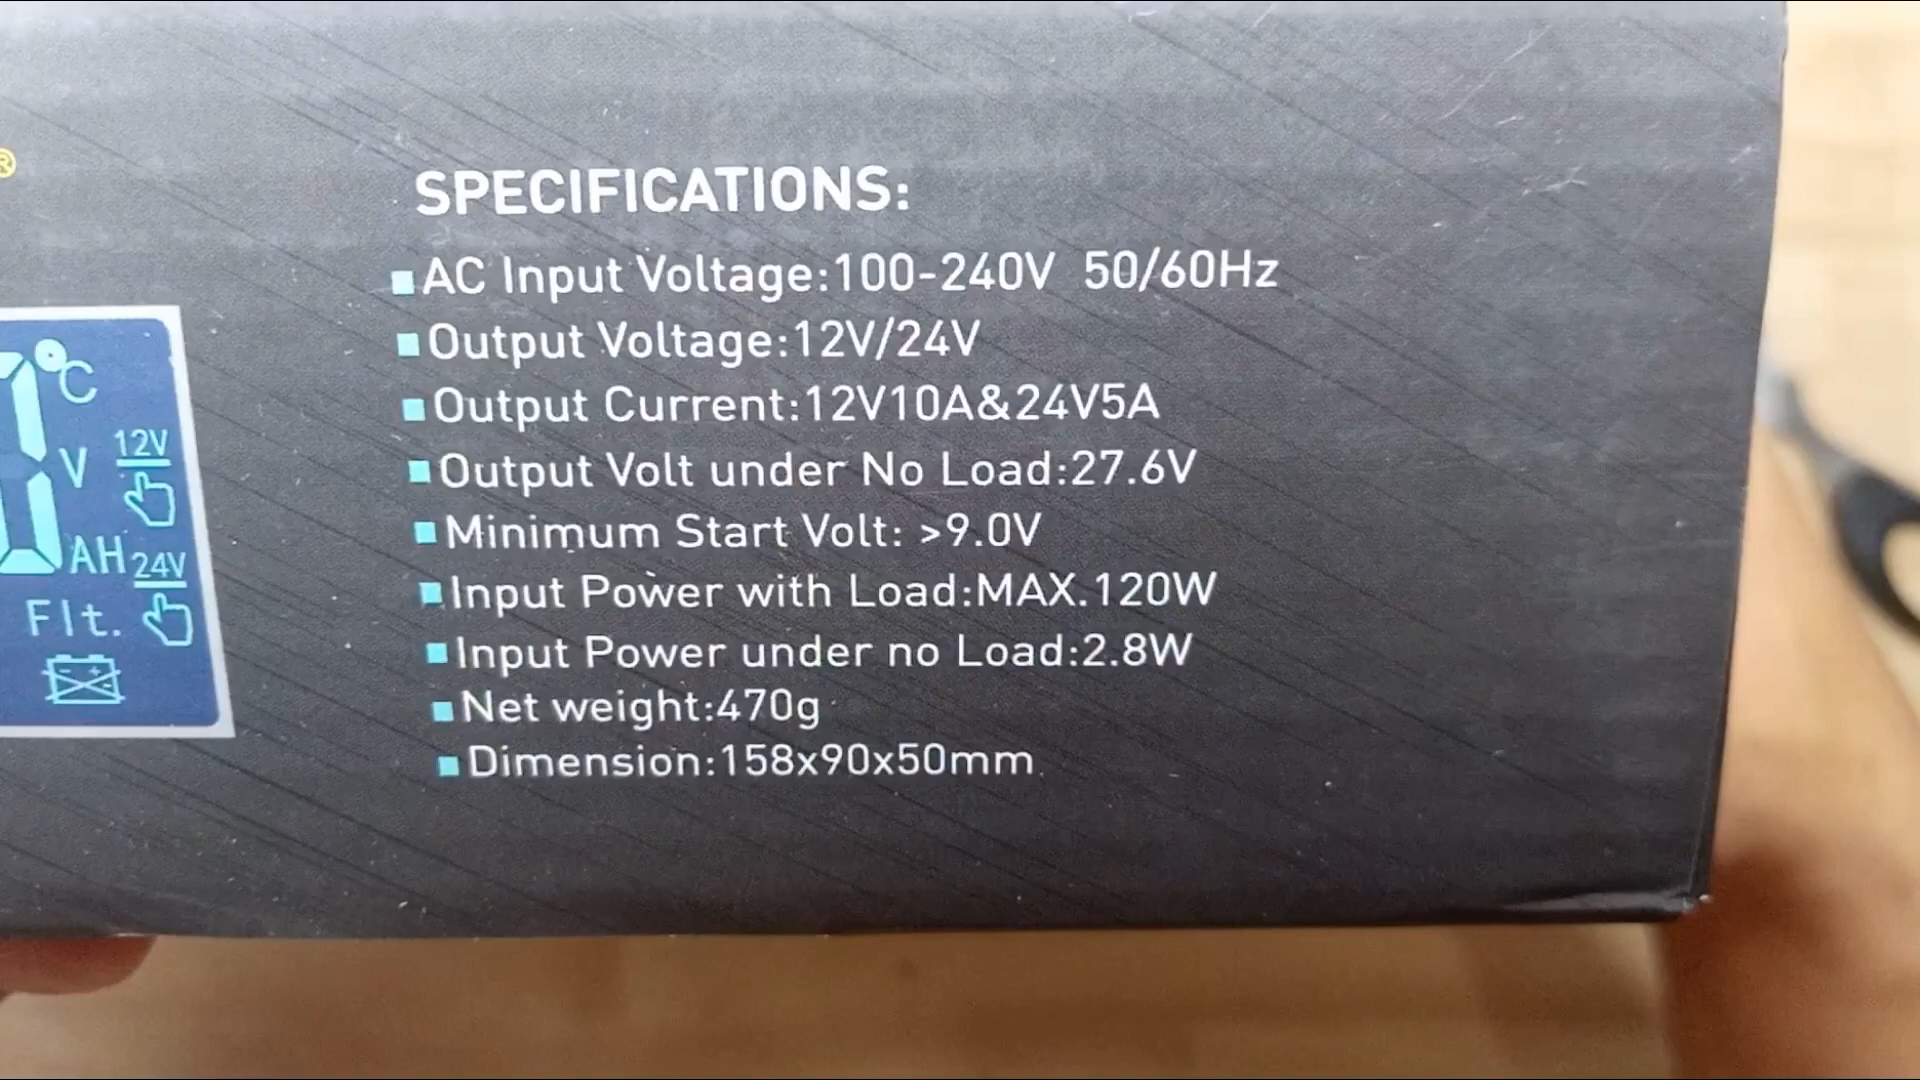 ®
SPECIFICATIONS:
AC Input Voltage:100-240V 50/60Hz
Output Voltage:12V/24V
Output Current:12V10A&24V5A
Output Volt under No Load:27.6V
Minimum Start Volt: >9.0V
Input Power with Load:MAX.120W
Input Power under no Load:2.8W
Net weight:470g
Dimension:158x90x50mm
°C
V
12V
AH
24V
Flt.